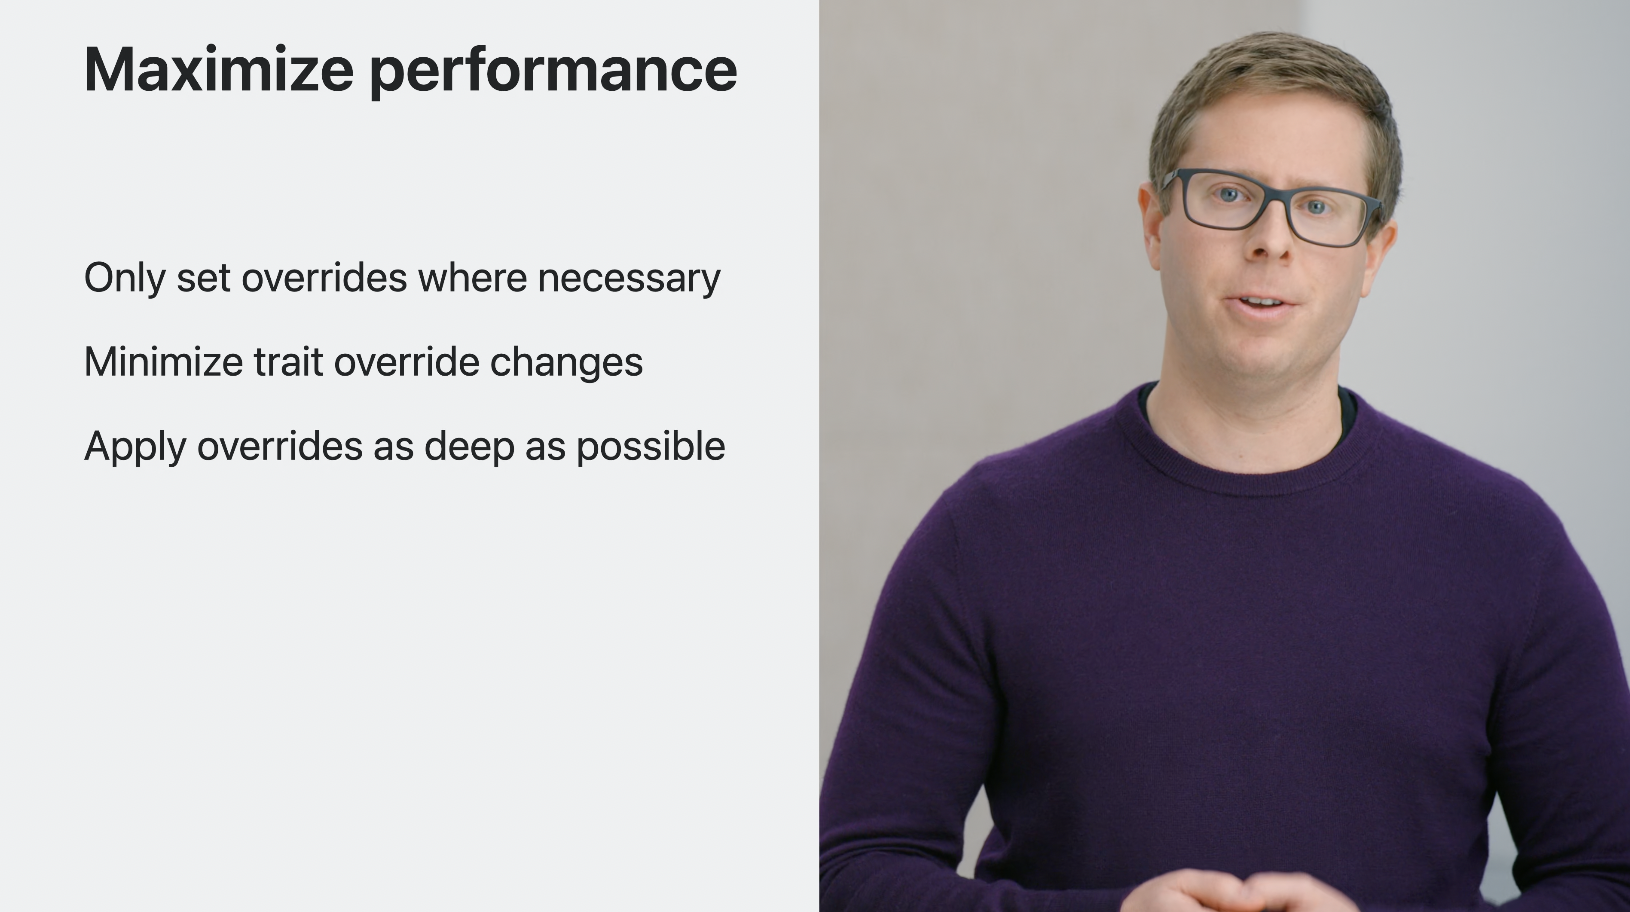 Maximize performance
Only set overrides where necessary
Minimize trait override changes
Apply overrides as deep as possible